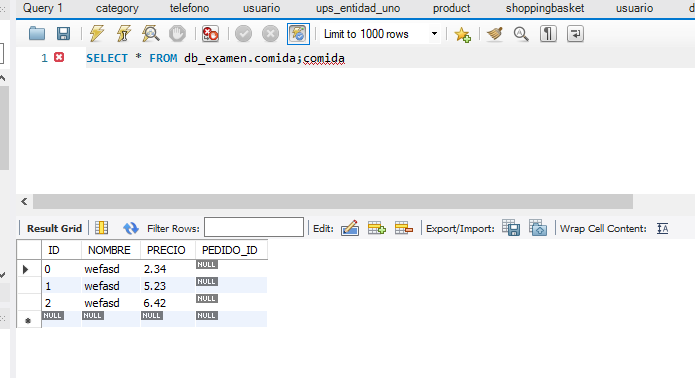 Query 1 category telefono usuario ups_entidad_uno product shoppingbasket usuario d
Limit to 1000 rows
1 SELECT * FROM db_examen.comida;comida
Result Grid Filter Rows: Edit: Export/Import: Wrap Cell Content:
ID NOMBRE PRECIO PEDIDO_ID
0 wefasd 2.34 NULL
1 wefasd 5.23 NULL
2 wefasd 6.42 NULL
NULL NULL NULL NULL